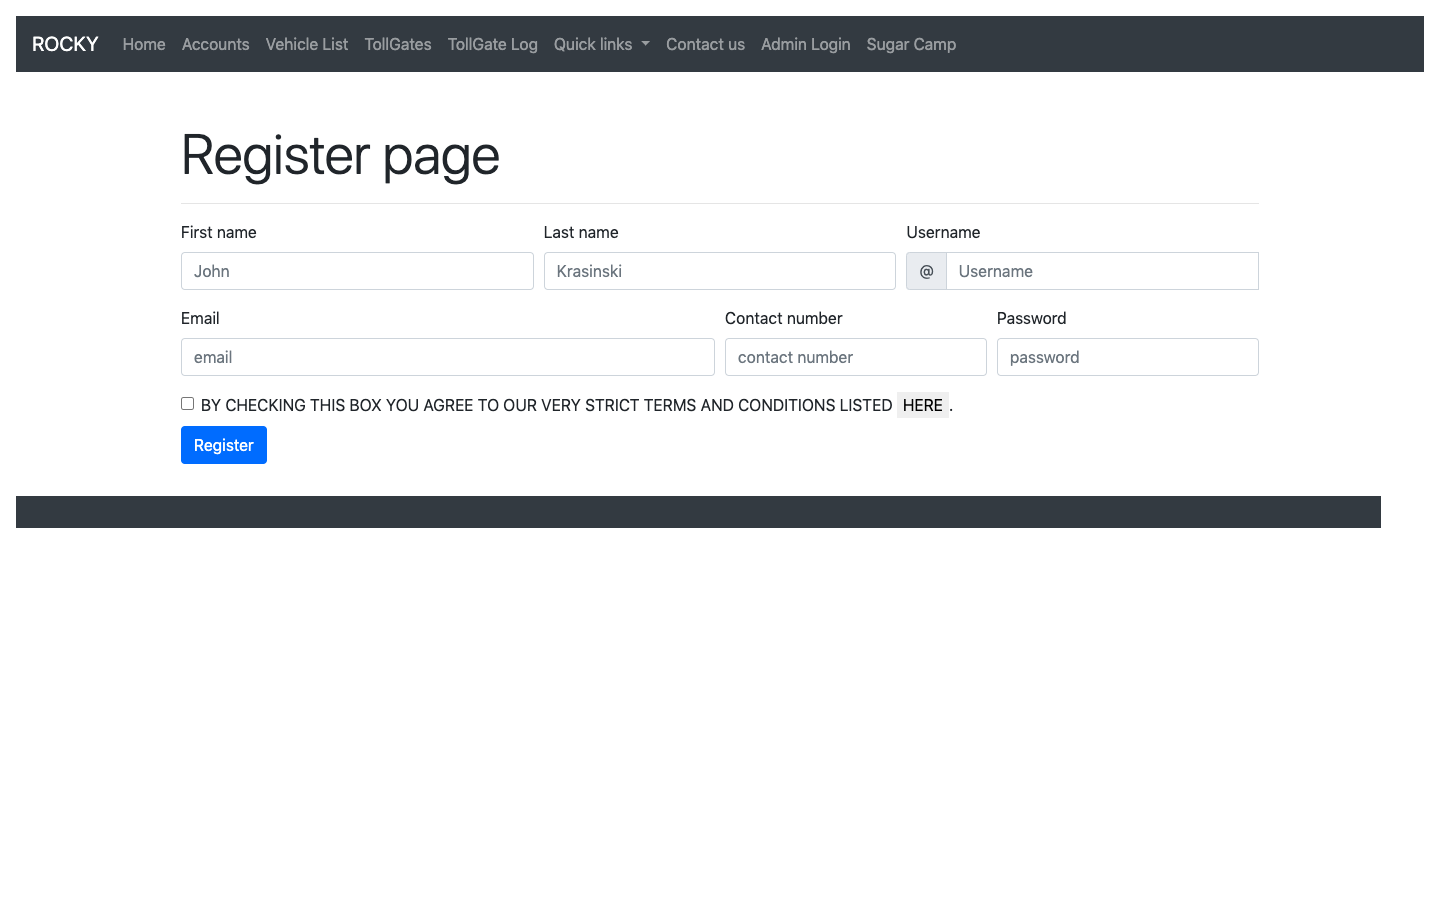 ROCKY Home Accounts Vehicle List TollGates TollGate Log Quick links Contact us Admin Login Sugar Camp
Register page
First name Last name Username
John Krasinski @ Username
Email Contact number Password
email contact number password
BY CHECKING THIS BOX YOU AGREE TO OUR VERY STRICT TERMS AND CONDITIONS LISTED HERE .
Register